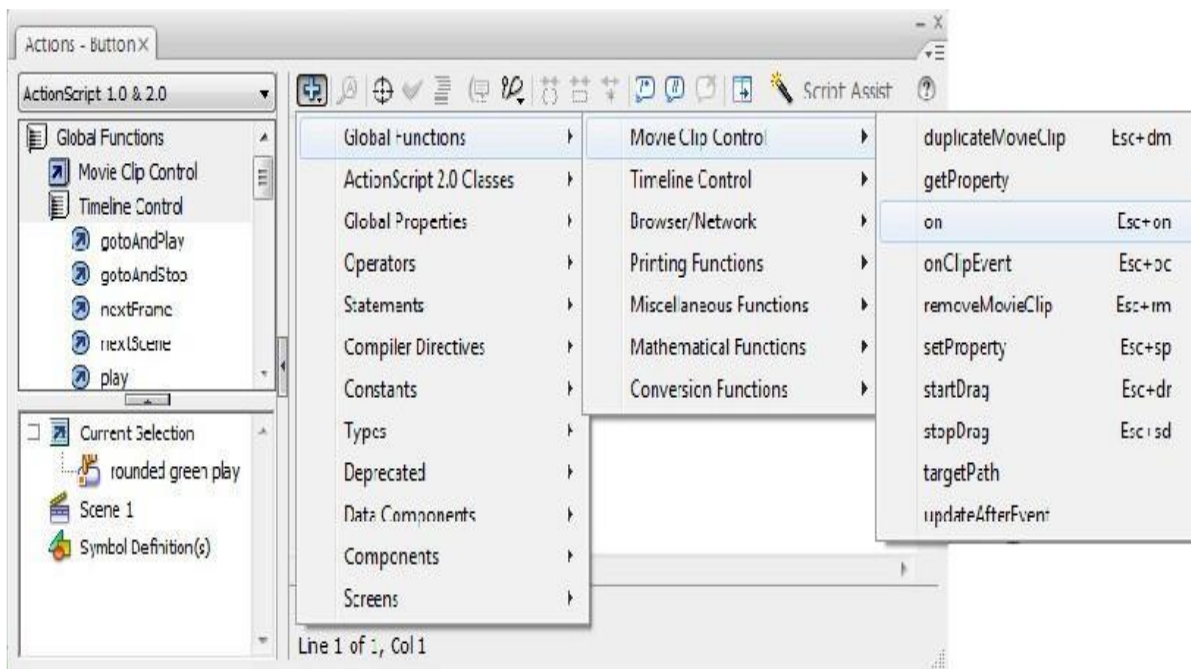 Actions - Button X
ActionScript 1.0 & 2.0
Script Assist
Global Functions
Movie Clip Control
Timeline Control
gotoAndPlay
gotoAndStop
nextFrame
nextScene
play
Current Selection
rounded green play
Scene 1
Symbol Definition(s)
Global Functions
ActionScript 2.0 Classes
Global Properties
Operators
Statements
Compiler Directives
Constants
Types
Deprecated
Data Components
Components
Screens
Movie Clip Control
Timeline Control
Browser/Network
Printing Functions
Miscellaneous Functions
Mathematical Functions
Conversion Functions
duplicateMovieClip Esc+dm
getProperty
on Esc+on
onClipEvent Esc+oc
removeMovieClip Esc+rm
setProperty Esc+sp
startDrag Esc+dr
stopDrag Esc+sd
targetPath
updateAfterEvent
Line 1 of 1, Col 1